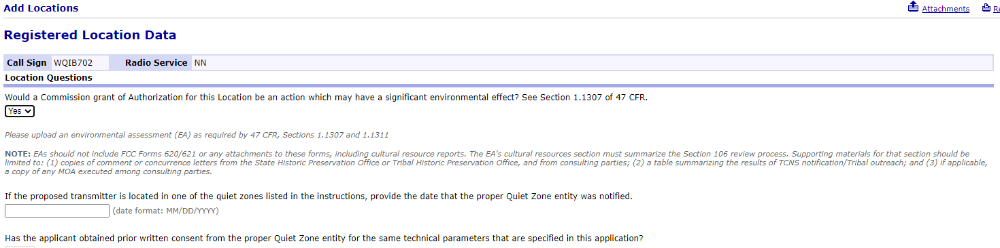 Add Locations
Attachments
Registered Location Data
Call Sign WQIB702 Radio Service NN
Location Questions
Would a Commission grant of Authorization for this Location be an action which may have a significant environmental effect? See Section 1.1307 of 47 CFR.
Yes
Please upload an environmental assessment (EA) as required by 47 CFR, Sections 1.1307 and 1.1311
NOTE: EAs should not include FCC Forms 620/621 or any attachments to these forms, including cultural resource reports. The EA's cultural resources section must summarize the Section 106 review process. Supporting materials for that section should be
limited to: (1) copies of comment or concurrence letters from the State Historic Preservation Office or Tribal Historic Preservation Office, and from consulting parties; (2) a table summarizing the results of TCNS notification/Tribal outreach; and (3) if applicable,
a copy of any MOA executed among consulting parties.
If the proposed transmitter is located in one of the quiet zones listed in the instructions, provide the date that the proper Quiet Zone entity was notified.
(date format: MM/DD/YYYY)
Has the applicant obtained prior written consent from the proper Quiet Zone entity for the same technical parameters that are specified in this application?